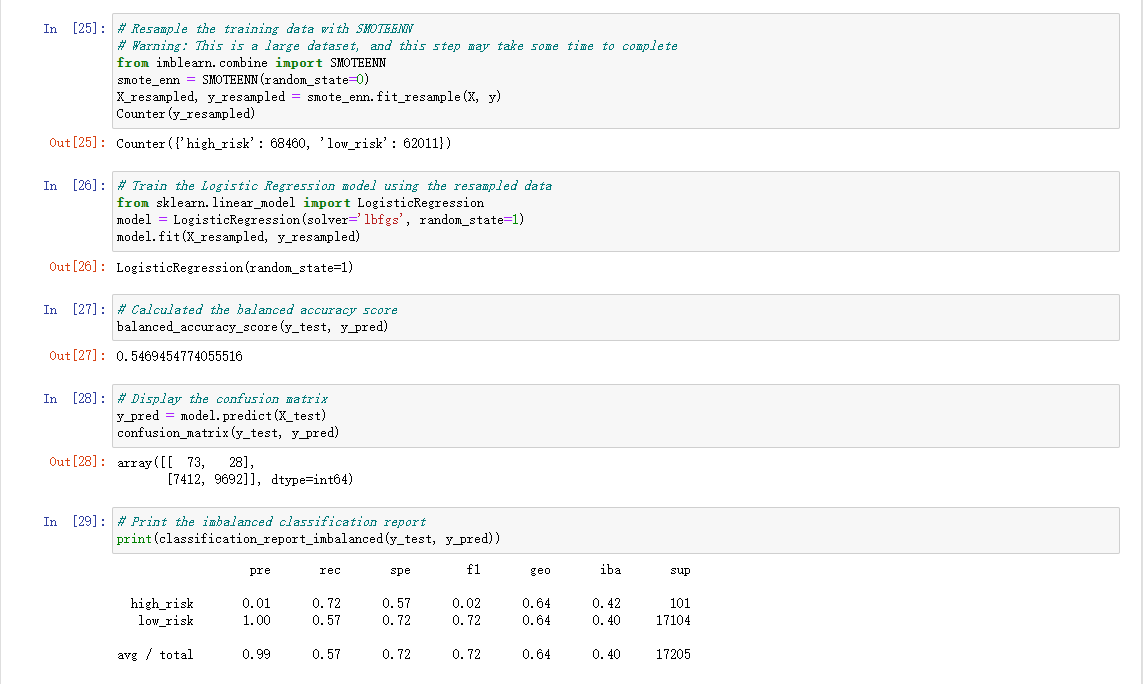 In [25]: # Resample the training data with SMOTEENN
# Warning: This is a large dataset, and this step may take some time to complete
from imblearn.combine import SMOTEENN
smote_enn = SMOTEENN(random_state=0)
X_resampled, y_resampled = smote_enn.fit_resample(X, y)
Counter(y_resampled)
Out[25]: Counter({'high_risk': 68460, 'low_risk': 62011})
In [26]: # Train the Logistic Regression model using the resampled data
from sklearn.linear_model import LogisticRegression
model = LogisticRegression(solver='lbfgs', random_state=1)
model.fit(X_resampled, y_resampled)
Out[26]: LogisticRegression(random_state=1)
In [27]: # Calculated the balanced accuracy score
balanced_accuracy_score(y_test, y_pred)
Out[27]: 0.5469454774055516
In [28]: # Display the confusion matrix
y_pred = model.predict(X_test)
confusion_matrix(y_test, y_pred)
Out[28]: array([[  73,   28],
       [7412, 9692]], dtype=int64)
In [29]: # Print the imbalanced classification report
print(classification_report_imbalanced(y_test, y_pred))
pre rec spe f1 geo iba sup
high_risk 0.01 0.72 0.57 0.02 0.64 0.42 101
low_risk 1.00 0.57 0.72 0.72 0.64 0.40 17104
avg / total 0.99 0.57 0.72 0.72 0.64 0.40 17205